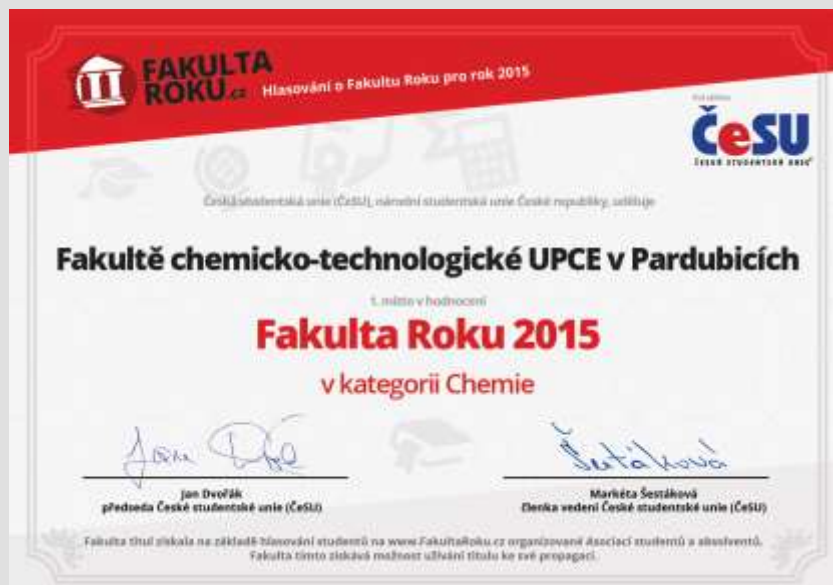 FAKULTA
ROKU.cz
Hlasování o Fakultu Roku pro rok 2015
ČeSU
ČESKÁ STUDENTSKÁ UNIE
Česká studentská unie (ČeSU), národní studentská unie České republiky, uděluje
Fakultě chemicko-technologické UPCE v Pardubicích
1. místo v hodnocení
Fakulta Roku 2015
v kategorii Chemie
Jan
Šestáková
Jan Dvořák
předseda České studentské unie (ČeSU)
Markéta Šestáková
členka vedení České studentské unie (ČeSU)
Fakulta titul získala na základě hlasování studentů na www.FakultaRoku.cz organizované Asociací studentů a absolventů.
Fakulta tímto získává možnost užívání titulu ke své propagaci.